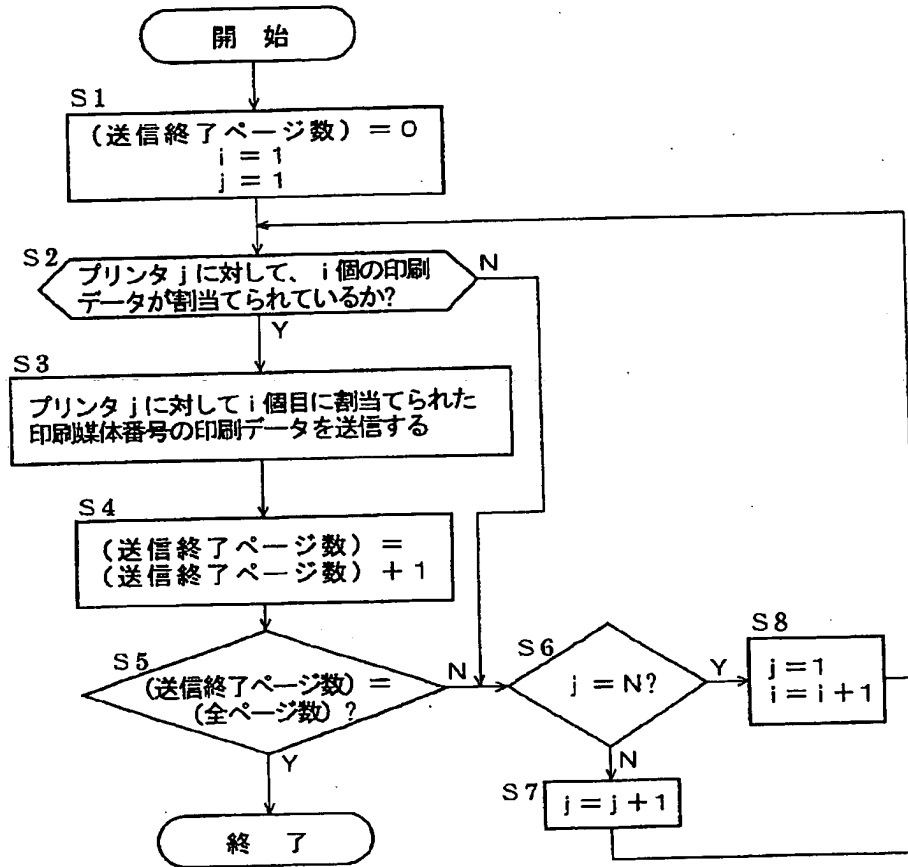 開始
S1
(送信終了ページ数)=0
i=1
j=1
S2
プリンタjに対して、i個の印刷
データが割当てられているか?
N
Y
S3
プリンタjに対してi個目に割当てられた
印刷媒体番号の印刷データを送信する
S4
(送信終了ページ数)=
(送信終了ページ数)+1
S5
(送信終了ページ数)=
(全ページ数)?
N
Y
S6
j=N?
Y
N
S8
j=1
i=i+1
S7
j=j+1
終了